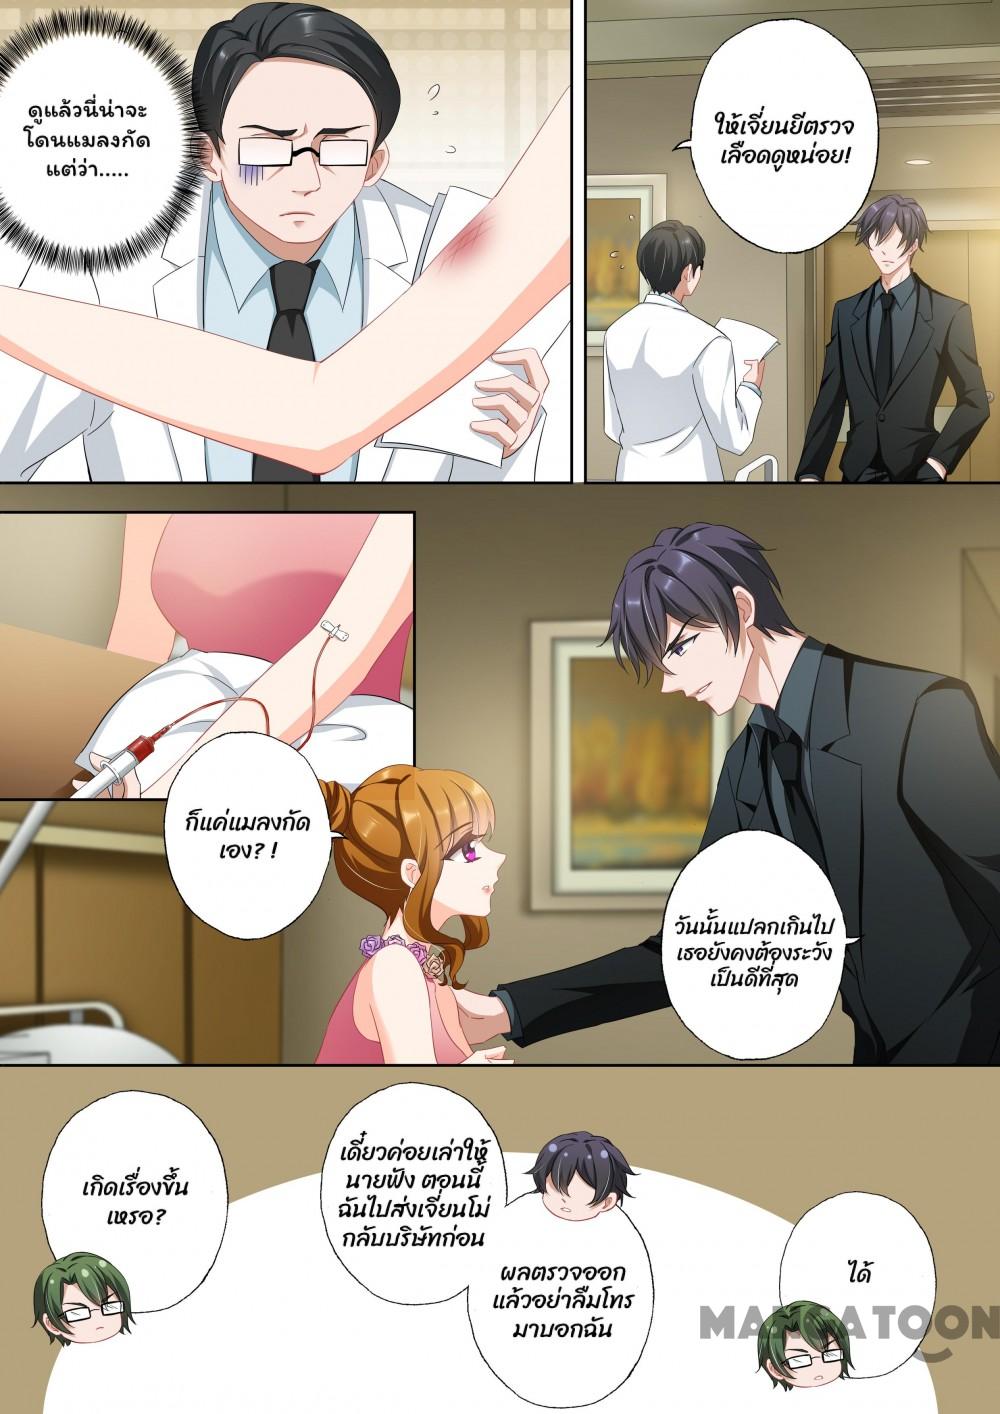 ดูแล้วนี่น่าจะ
โดนแมลงกัด
แต่ว่า.....
ให้เจี่ยนยีตรวจ
เลือดดูหน่อย!
ก็แค่แมลงกัด
เอง?!
วันนั้นแปลกเกินไป
เธอยังคงต้องระวัง
เป็นดีที่สุด
เกิดเรื่องขึ้น
เหรอ?
เดี๋ยวค่อยเล่าให้
นายฟัง ตอนนี้
ฉันไปส่งเจี่ยนโม่
กลับบริษัทก่อน
ผลตรวจออก
แล้วอย่าลืมโทร
มาบอกฉัน
ได้
MANGATOON